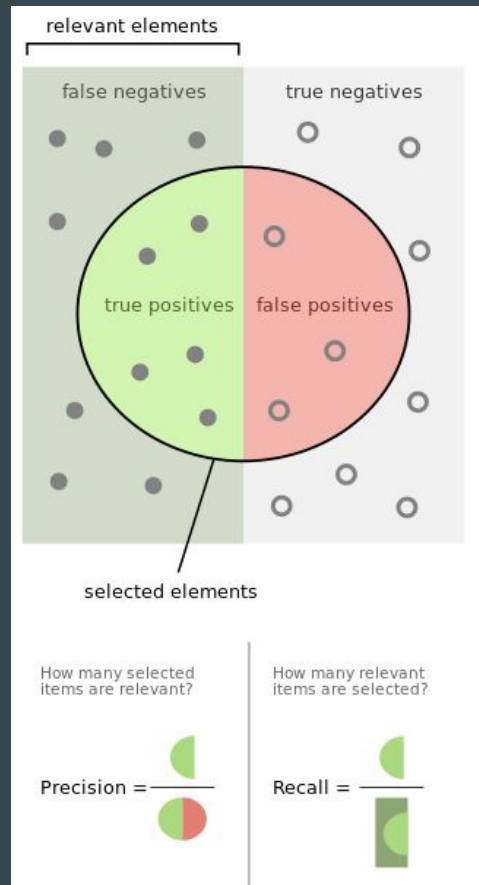 relevant elements
false negatives
true negatives
true positives
false positives
selected elements
How many selected
items are relevant?
Precision =
How many relevant
items are selected?
Recall =